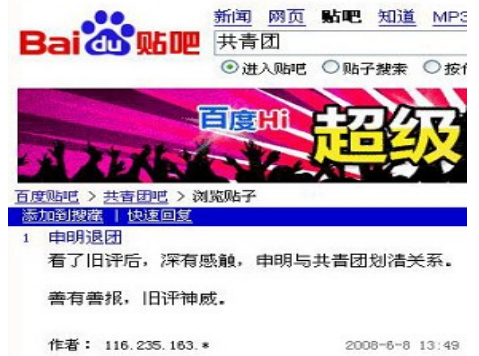 新闻 网页 贴吧 知道 MP3
Bai du 贴吧
共青团
进入贴吧 贴子搜索 按
百度Hi 超级
百度贴吧 > 共青团吧 > 浏览贴子
添加到搜藏 | 快速回复
1 申明退团
看了旧评后，深有感触，申明与共青团划清关系。
善有善报，旧评神威。
作者： 116.235.163.* 2008-6-8 13:49